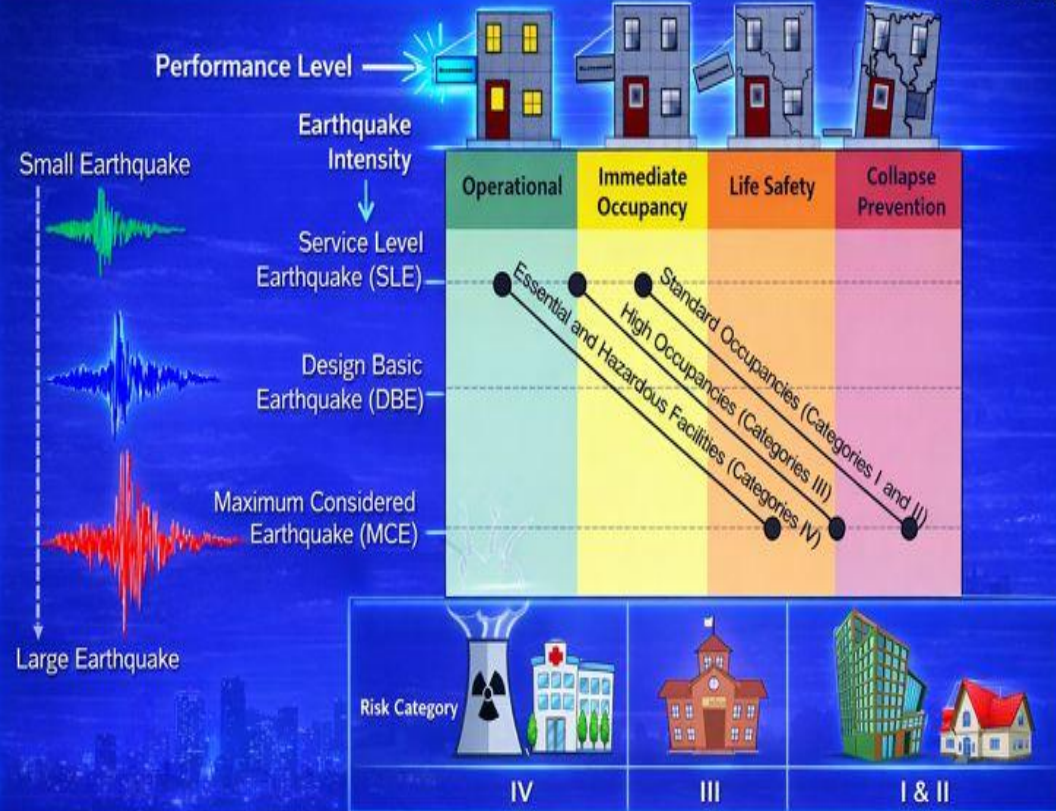 Performance Level
Earthquake
Intensity
Small Earthquake
Operational
Immediate
Occupancy
Life Safety
Collapse
Prevention
Service Level
Earthquake (SLE)
Design Basic
Earthquake (DBE)
Maximum Considered
Earthquake (MCE)
Large Earthquake
Essential and Hazardous Facilities (Categories IV)
High Occupancies (Categories III)
Standard Occupancies (Categories I and II)
Risk Category
IV
III
I & II